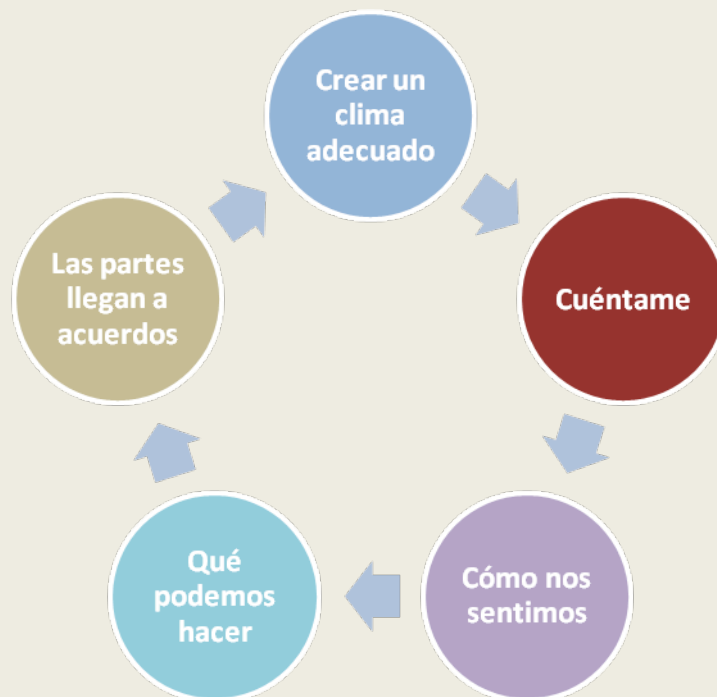 Crear un
clima
adecuado
Cuéntame
Cómo nos
sentimos
Qué
podemos
hacer
Las partes
llegan a
acuerdos